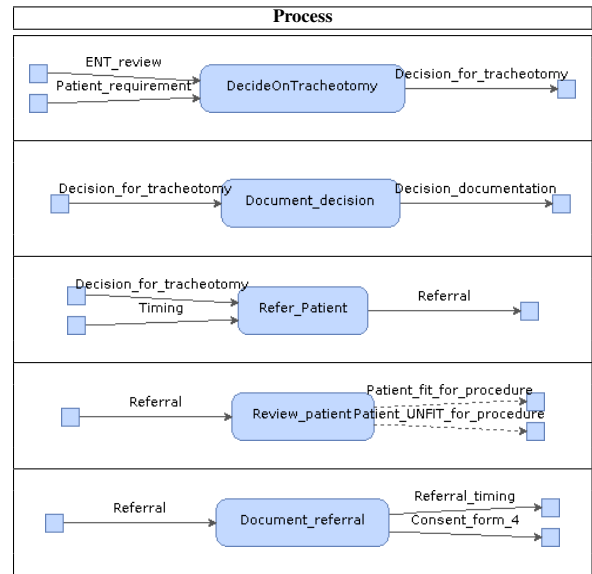 Process
ENT_review
Patient_requirement
DecideOnTracheotomy
Decision_for_tracheotomy
Decision_for_tracheotomy
Document_decision
Decision_documentation
Decision_for_tracheotomy
Timing
Refer_Patient
Referral
Referral
Review_patient
Patient_fit_for_procedure
Patient_UNFIT_for_procedure
Referral
Document_referral
Referral_timing
Consent_form_4